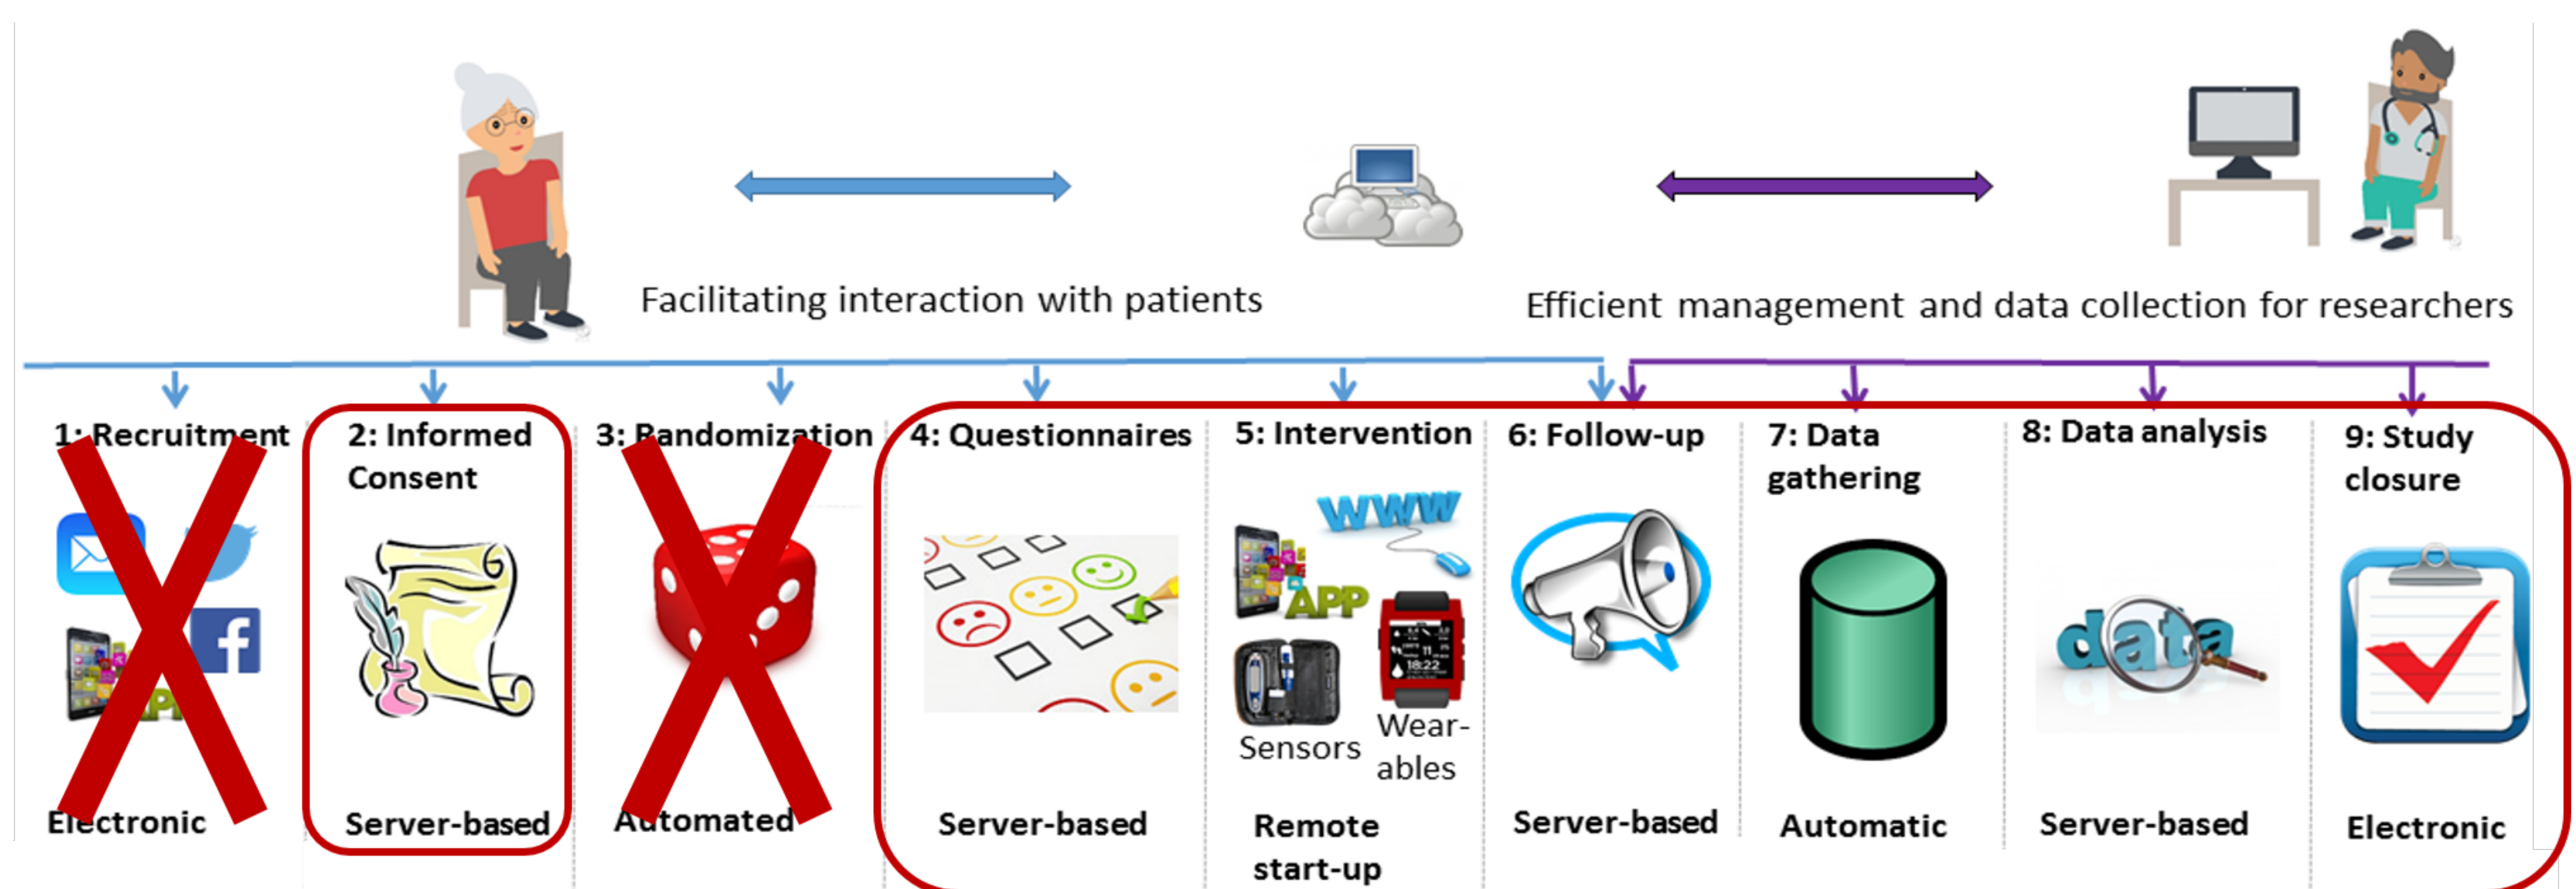 Facilitating interaction with patients
Efficient management and data collection for researchers
1: Recruitment
2: Informed
Consent
3: Randomization
4: Questionnaires
5: Intervention
6: Follow-up
7: Data
gathering
8: Data analysis
9: Study
closure
www
APP
18:22
data
f
Sensors
Wear-
ables
Electronic
Server-based
Automated
Server-based
Remote
start-up
Server-based
Automatic
Server-based
Electronic